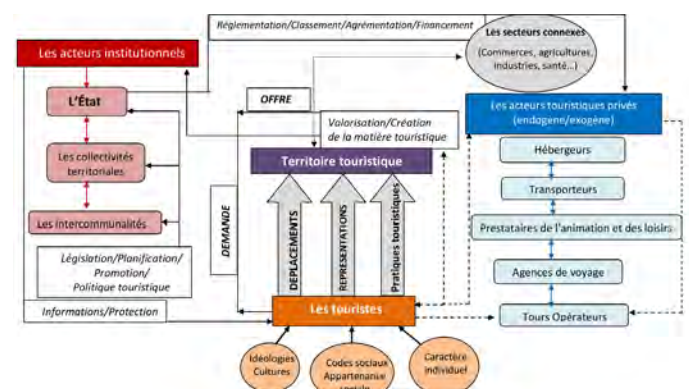 Réglementation/Classement/Agrémentation/Financement
Les secteurs connexes
(Commerces, agricultures,
industries, santé...)
Les acteurs institutionnels
L'État
Les collectivités
territoriales
Les intercommunalités
Législation/Planification/
Promotion/
Politique touristique
Informations/Protection
OFFRE
DEMANDE
Valorisation/Création
de la matière touristique
Territoire touristique
DEPLACEMENTS
REPRESENTATIONS
Pratiques touristiques
Les touristes
Idéologies
Cultures
Codes sociaux
Appartenance
Caractère
individuel
Les acteurs touristiques privés
(endogène/exogène)
Hébergeurs
Transporteurs
Prestataires de l'animation et des loisirs
Agences de voyage
Tours Opérateurs